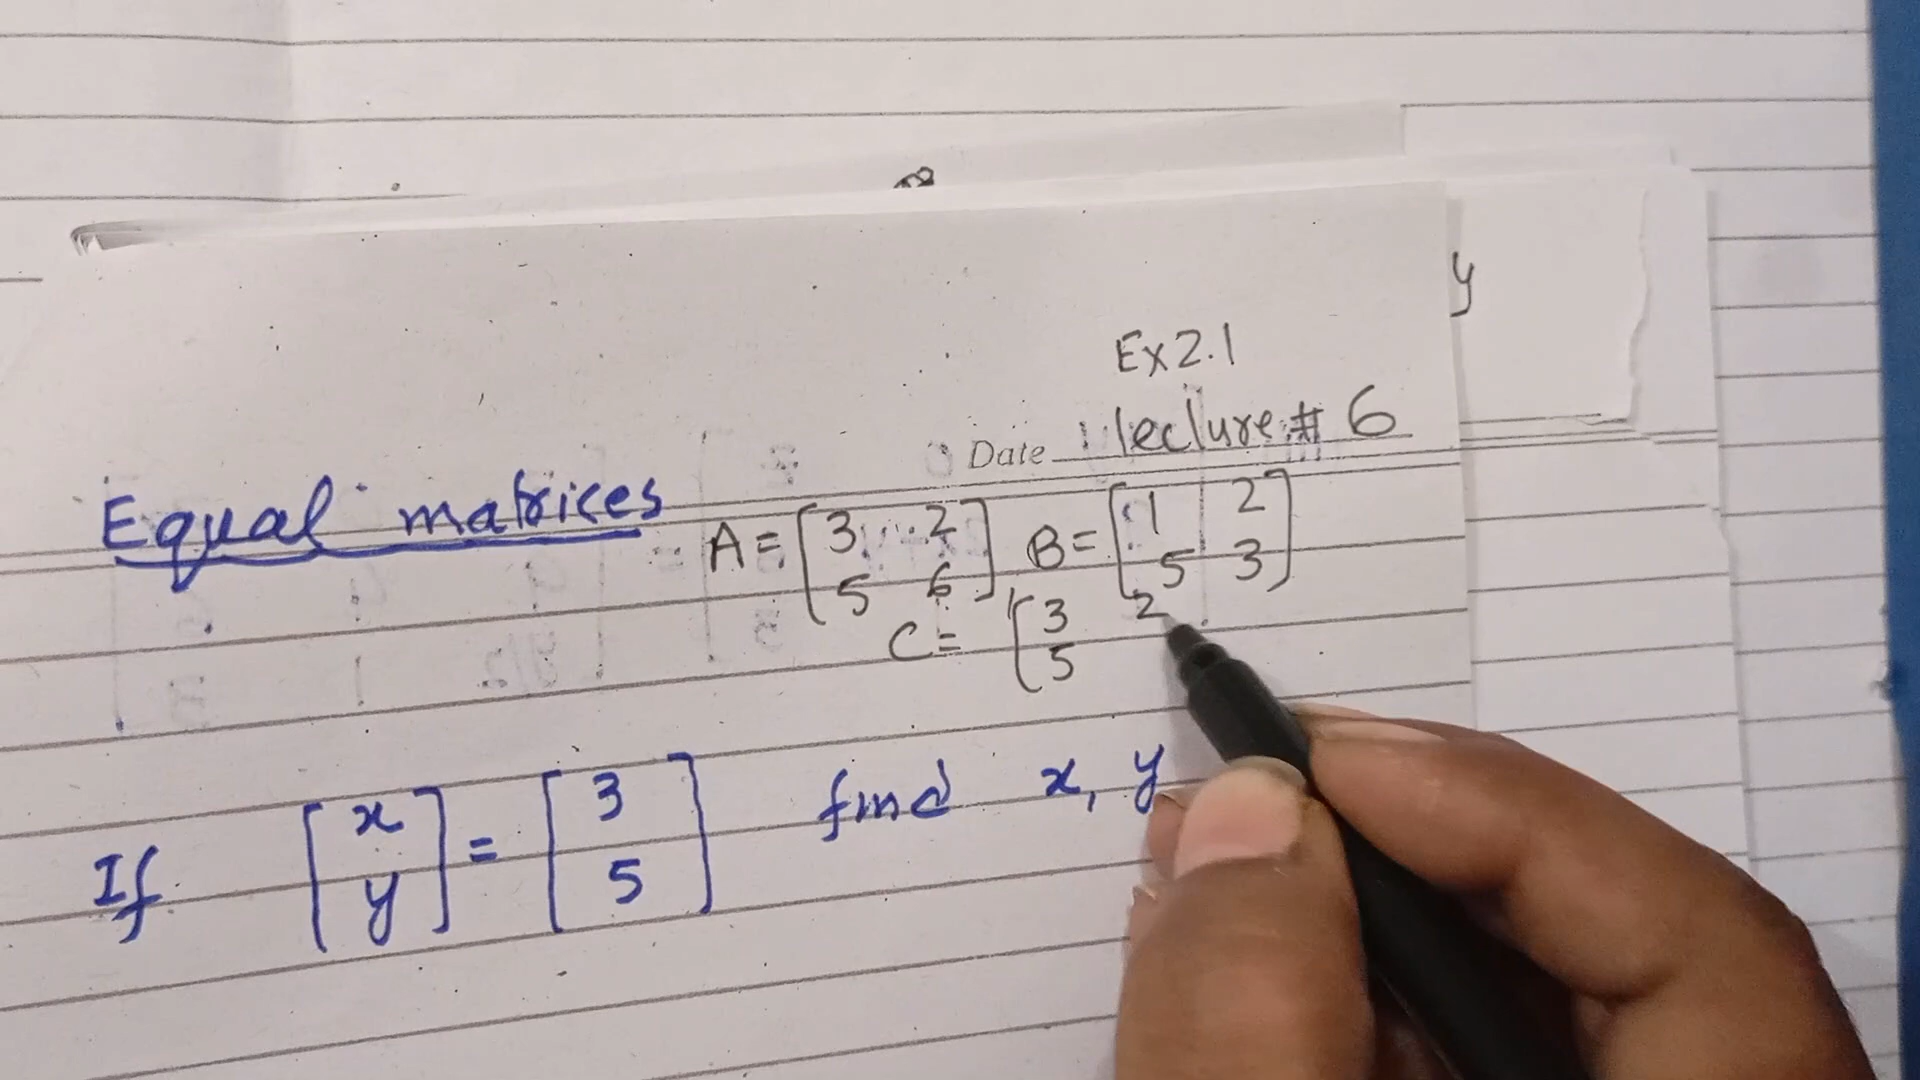 y
Ex 2.1
Date lecture # 6
Equal matrices A = [3 2] B = [1 2]
[5 6] [5 3]
C = [3 2
5
If [x] = [3] find x, y
[y] [5]